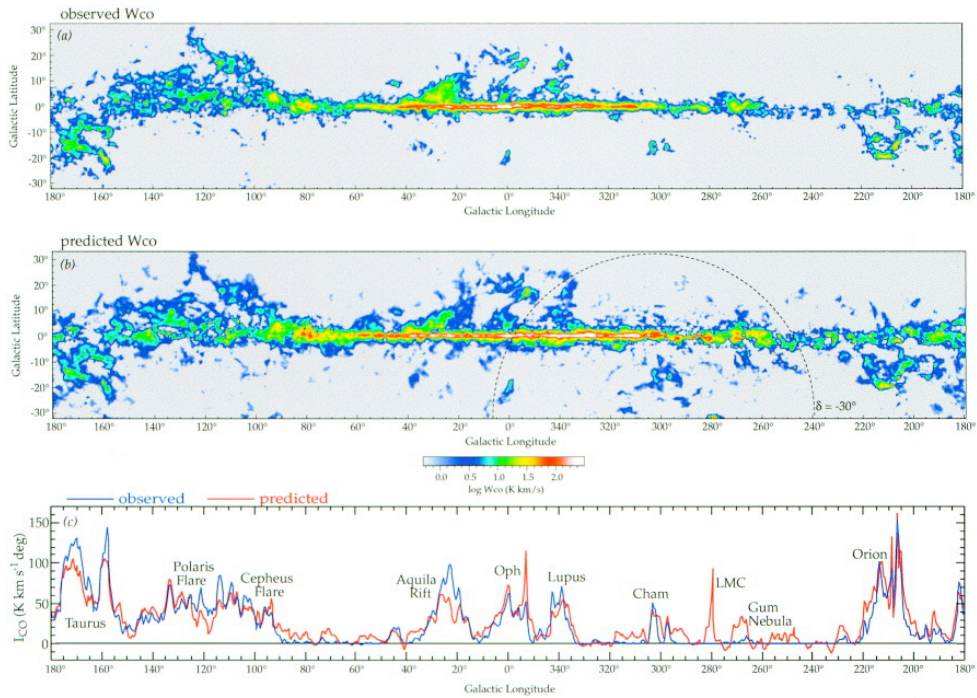 observed Wco
(a)
30°
20°
10°
0°
-10°
-20°
-30°
Galactic Latitude
180° 160° 140° 120° 100° 80° 60° 40° 20° 0° 340° 320° 300° 280° 260° 240° 220° 200° 180°
Galactic Longitude
predicted Wco
(b)
30°
20°
10°
0°
-10°
-20°
-30°
Galactic Latitude
δ = -30°
180° 160° 140° 120° 100° 80° 60° 40° 20° 0° 340° 320° 300° 280° 260° 240° 220° 200° 180°
Galactic Longitude
0.0 0.5 1.0 1.5 2.0
log Wco (K km/s)
observed predicted
(c)
150
100
50
0
I_CO (K km s⁻¹ deg)
Taurus
Polaris Flare
Cepheus Flare
Aquila Rift
Oph
Lupus
Cham
LMC
Gum Nebula
Orion
180° 160° 140° 120° 100° 80° 60° 40° 20° 0° 340° 320° 300° 280° 260° 240° 220° 200° 180°
Galactic Longitude